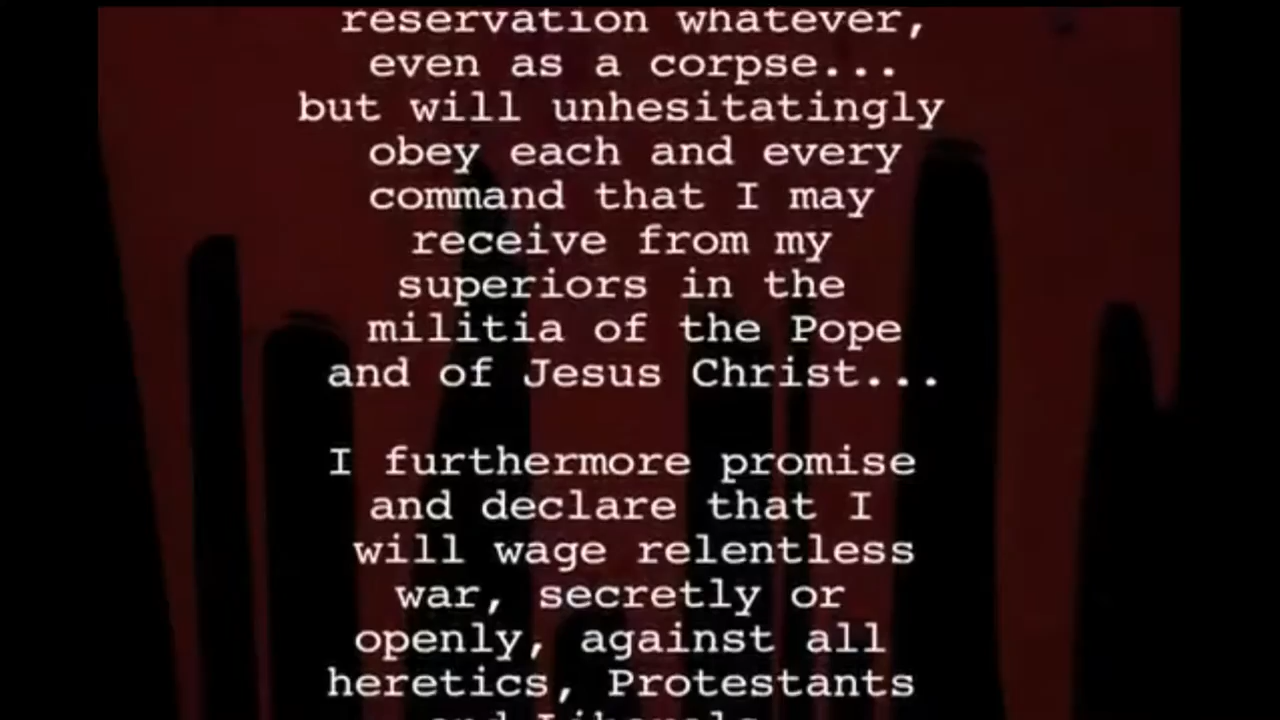 reservation whatever,
even as a corpse...
but will unhesitatingly
obey each and every
command that I may
receive from my
superiors in the
militia of the Pope
and of Jesus Christ...
I furthermore promise
and declare that I
will wage relentless
war, secretly or
openly, against all
heretics, Protestants
and Liberals